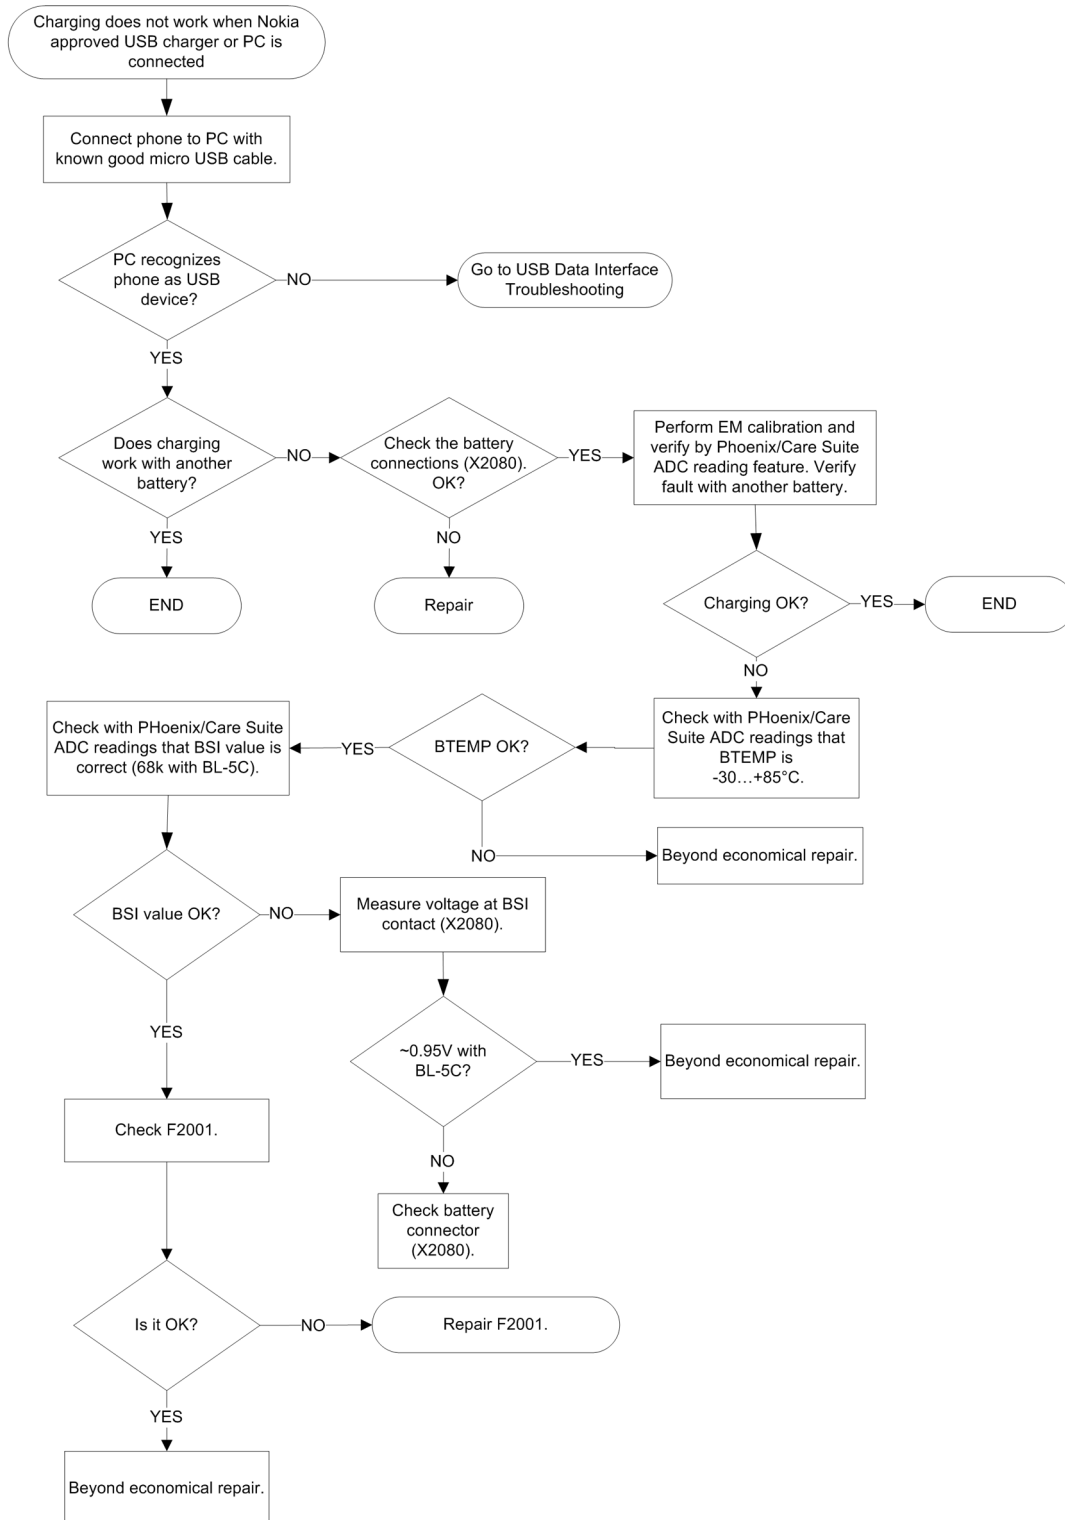 Charging does not work when Nokia
approved USB charger or PC is
connected
Connect phone to PC with
known good micro USB cable.
PC recognizes
phone as USB
device?
NO
Go to USB Data Interface
Troubleshooting
YES
Does charging
work with another
battery?
NO
Check the battery
connections (X2080).
OK?
YES
Perform EM calibration and
verify by Phoenix/Care Suite
ADC reading feature. Verify
fault with another battery.
YES
NO
END
Repair
Charging OK?
YES
END
NO
Check with PHoenix/Care
Suite ADC readings that
BTEMP is
-30…+85°C.
BTEMP OK?
YES
Check with PHoenix/Care Suite
ADC readings that BSI value is
correct (68k with BL-5C).
NO
Beyond economical repair.
BSI value OK?
NO
Measure voltage at BSI
contact (X2080).
YES
~0.95V with
BL-5C?
YES
Beyond economical repair.
Check F2001.
NO
Check battery
connector
(X2080).
Is it OK?
NO
Repair F2001.
YES
Beyond economical repair.